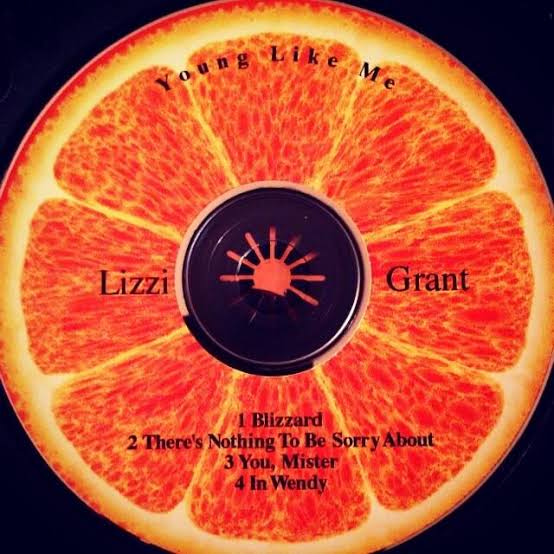 Young Like Me
Lizzi Grant
1 Blizzard
2 There's Nothing To Be Sorry About
3 You, Mister
4 In Wendy